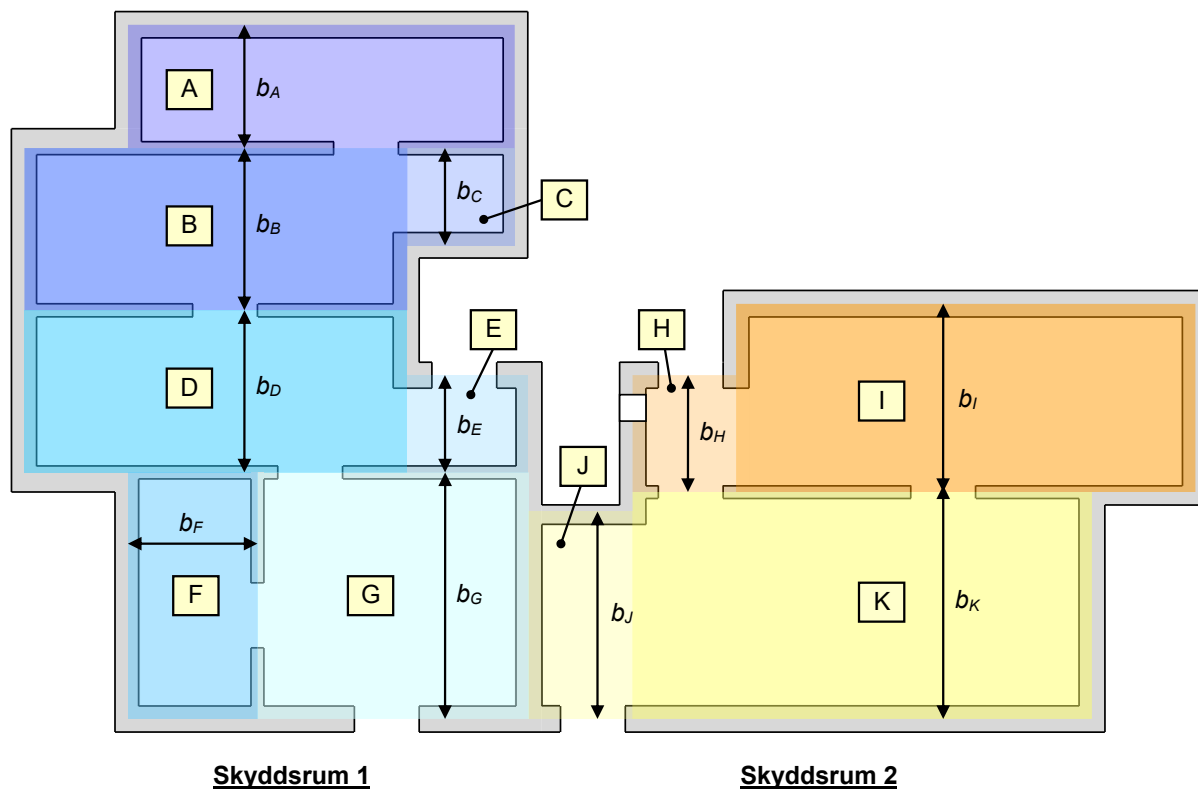 A
b_A
B
b_B
b_C
C
D
b_D
E
b_E
F
b_F
G
b_G
H
b_H
I
b_I
J
b_J
K
b_K
Skyddsrum 1
Skyddsrum 2